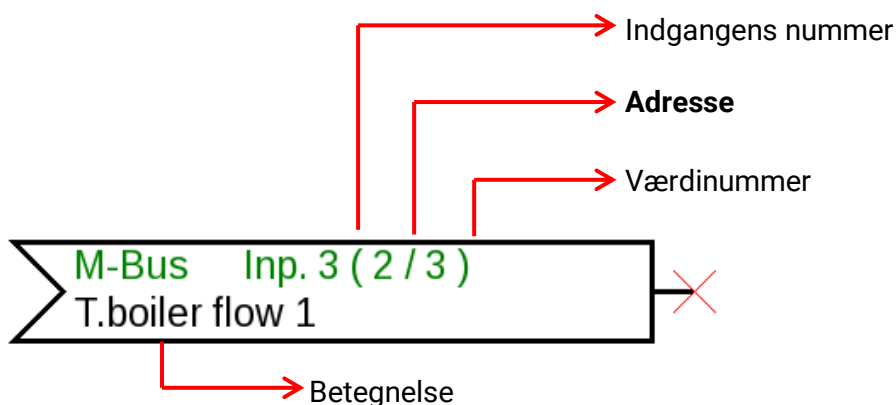 Indgangens nummer
Adresse
Værdinummer
M-Bus Inp. 3 ( 2 / 3 )
T.boiler flow 1
Betegnelse